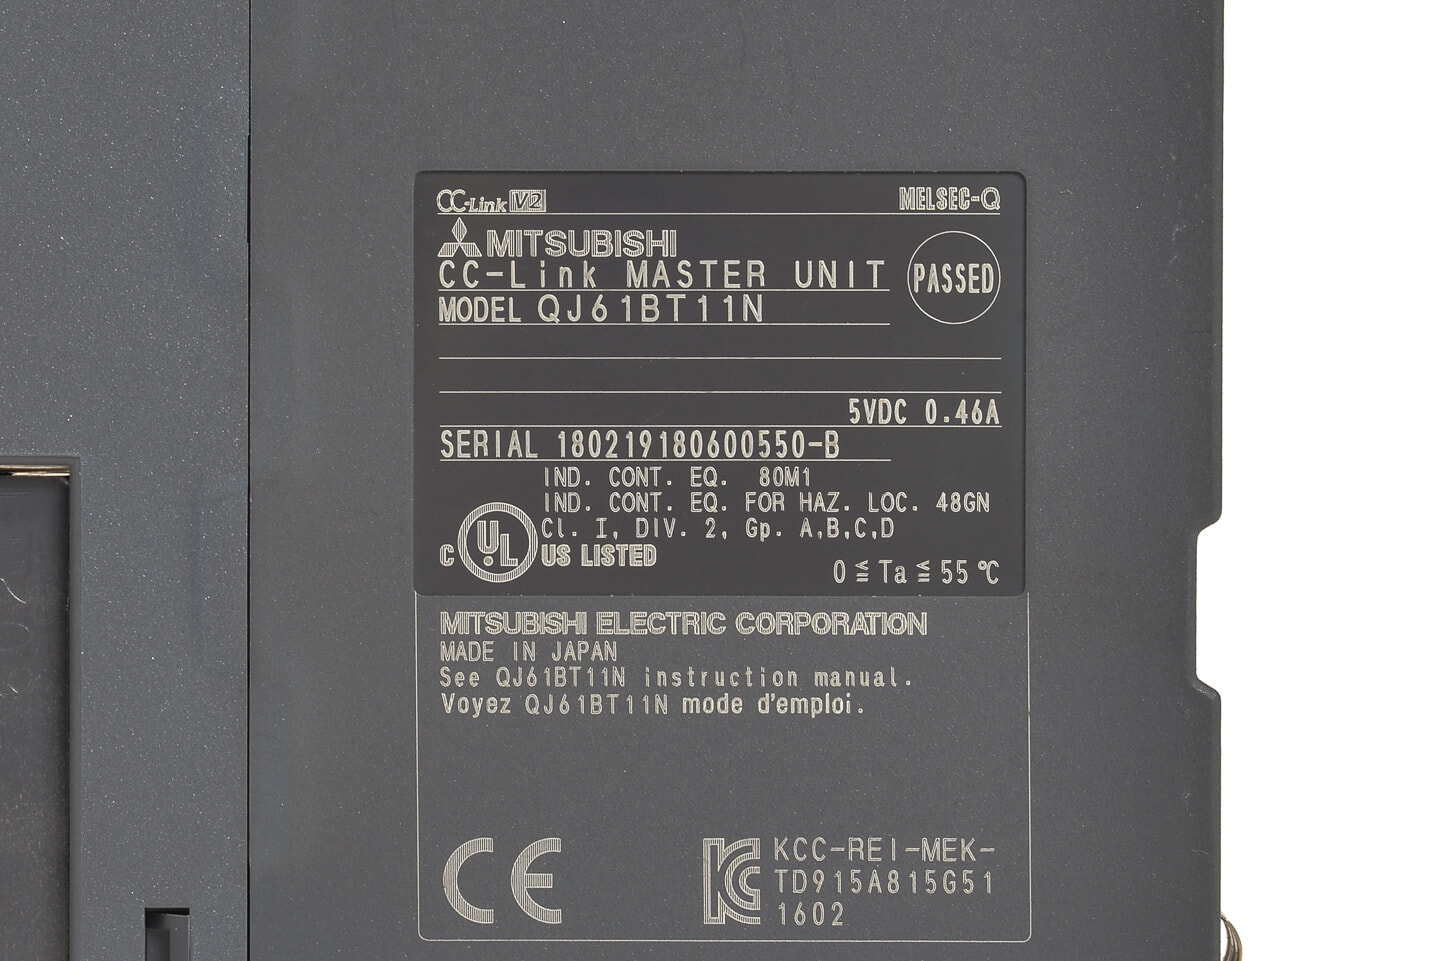 CC-Link V2 MELSEC-Q
MITSUBISHI
CC-Link MASTER UNIT
PASSED
MODEL QJ61BT11N
5VDC 0.46A
SERIAL 180219180600550-B
IND. CONT. EQ. 80M1
IND. CONT. EQ. FOR HAZ. LOC. 48GN
Cl. I, DIV. 2, Gp. A,B,C,D
C UL US LISTED
0 ≦ Ta ≦ 55 ℃
MITSUBISHI ELECTRIC CORPORATION
MADE IN JAPAN
See QJ61BT11N instruction manual.
Voyez QJ61BT11N mode d'emploi.
CE
KCC-REI-MEK-
TD915A815G51
1602